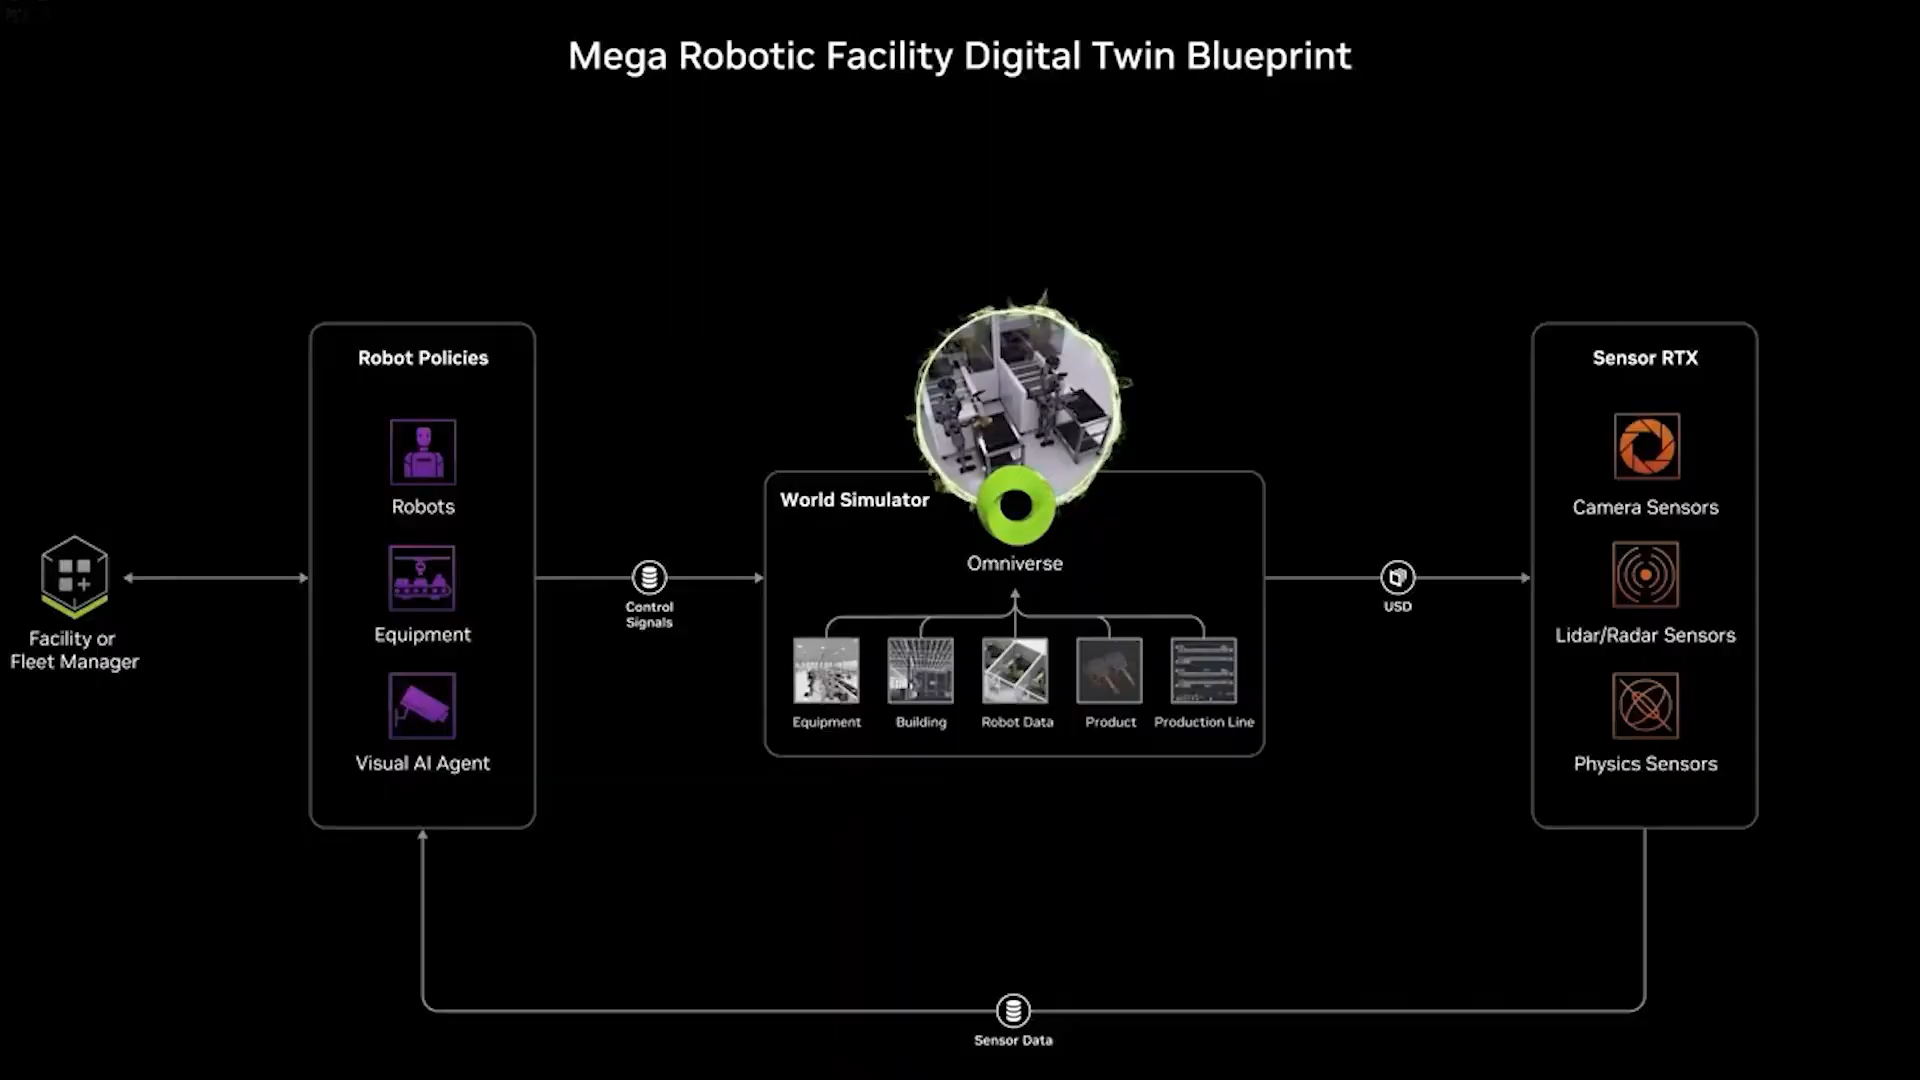 Mega Robotic Facility Digital Twin Blueprint
Facility or
Fleet Manager
Robot Policies
Robots
Equipment
Visual AI Agent
Control
Signals
World Simulator
Omniverse
Equipment
Building
Robot Data
Product
Production Line
USD
Sensor RTX
Camera Sensors
Lidar/Radar Sensors
Physics Sensors
Sensor Data